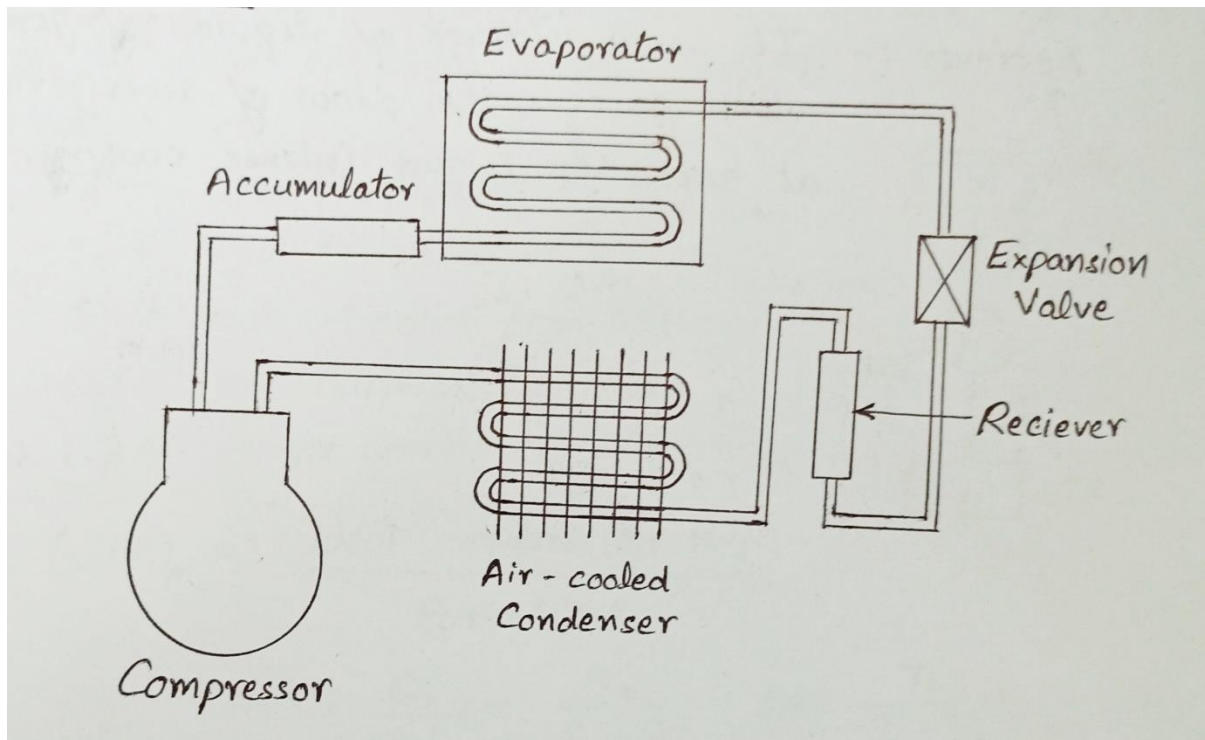 Evaporator
Accumulator
Expansion
Valve
Reciever
Air-cooled
Condenser
Compressor